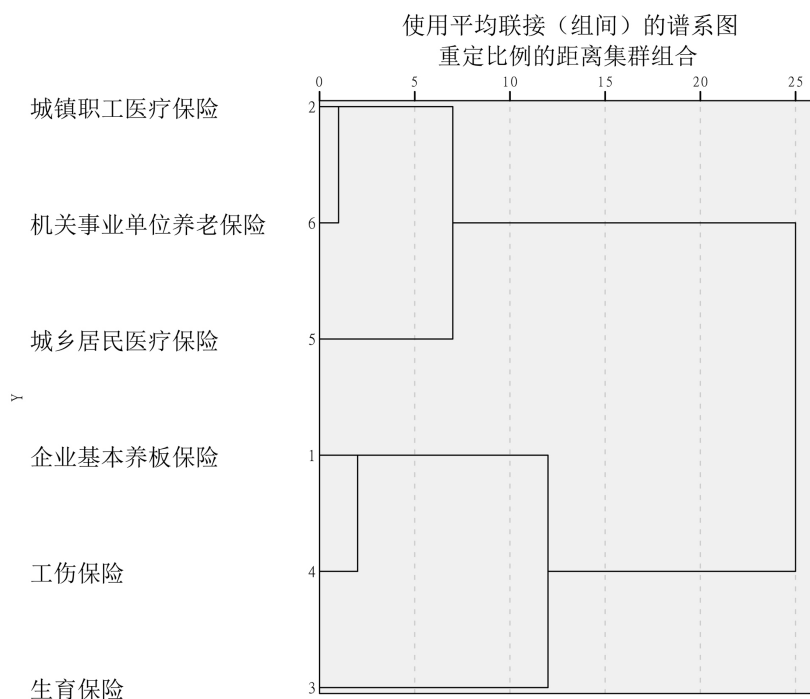 使用平均联接（组间）的谱系图
重定比例的距离集群组合
0 5 10 15 20 25
城镇职工医疗保险 2
机关事业单位养老保险 6
城乡居民医疗保险 5
Y
企业基本养板保险 1
工伤保险 4
生育保险 3